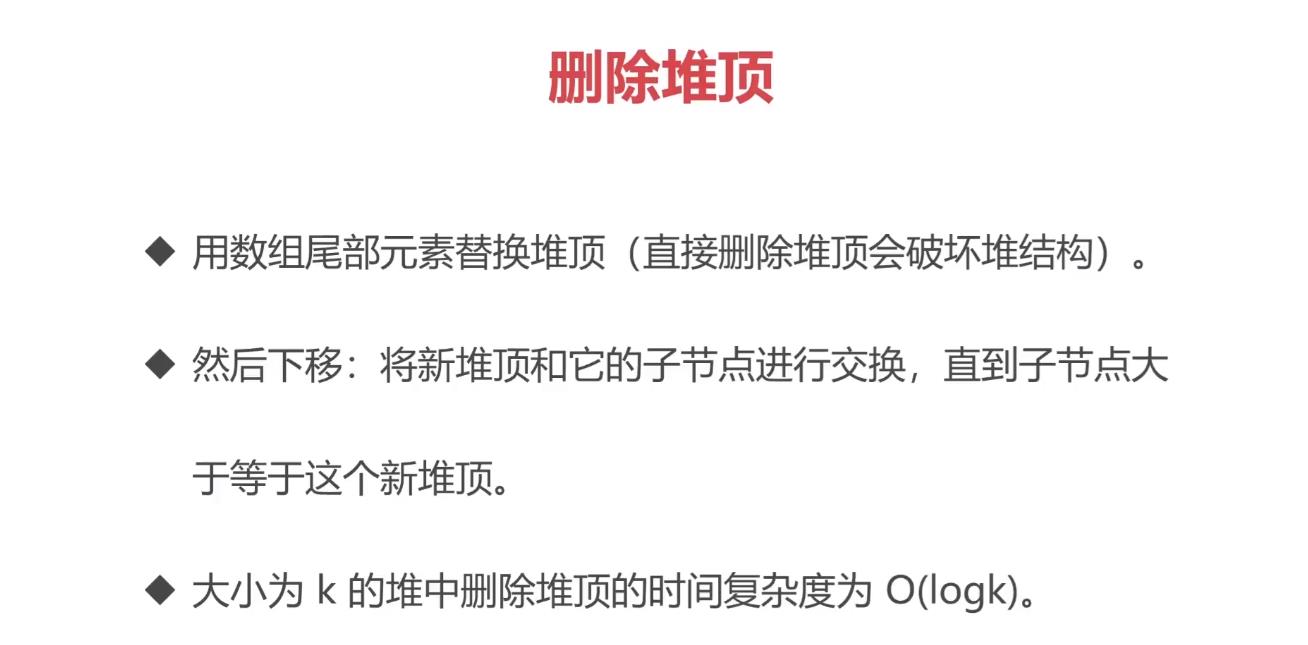 删除堆顶
◆ 用数组尾部元素替换堆顶（直接删除堆顶会破坏堆结构）。
◆ 然后下移：将新堆顶和它的子节点进行交换，直到子节点大
于等于这个新堆顶。
◆ 大小为 k 的堆中删除堆顶的时间复杂度为 O(logk)。